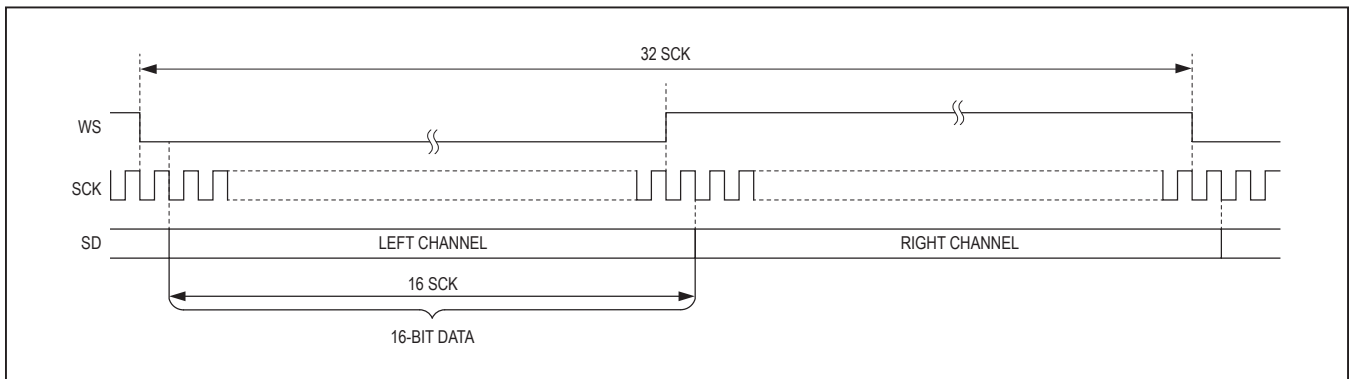 32 SCK
WS
SCK
SD
LEFT CHANNEL
RIGHT CHANNEL
16 SCK
16-BIT DATA